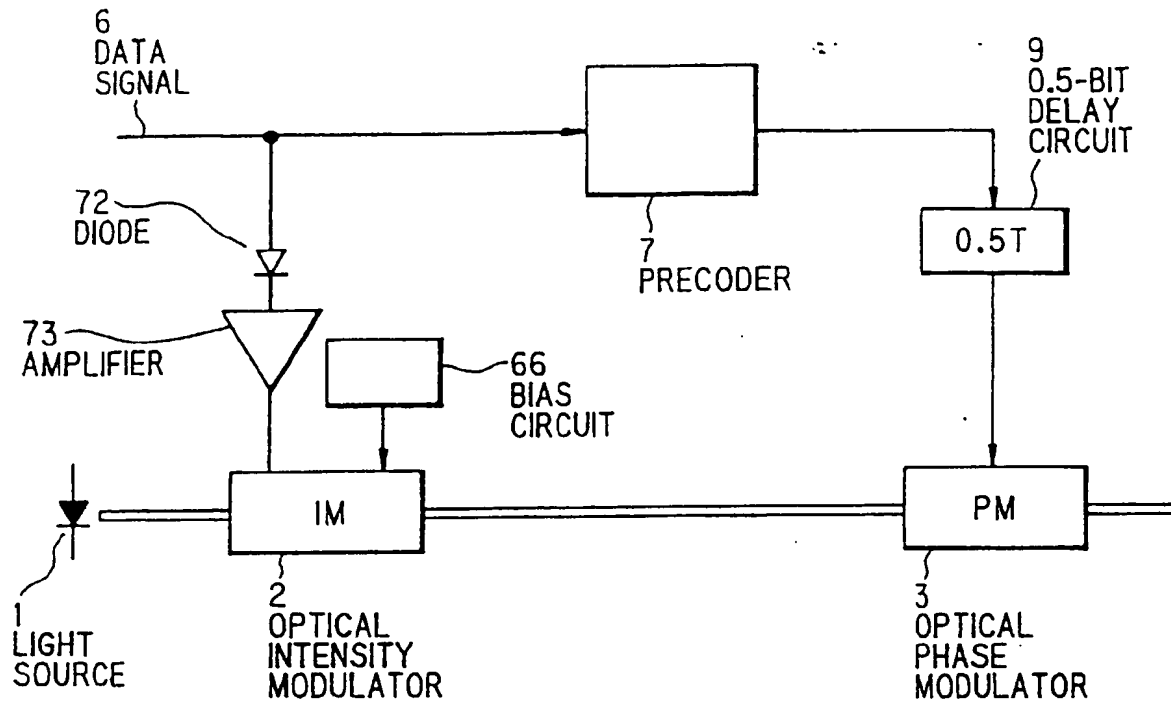 6
DATA
SIGNAL
9
0.5-BIT
DELAY
CIRCUIT
72
DIODE
7
PRECODER
0.5T
73
AMPLIFIER
66
BIAS
CIRCUIT
IM
PM
1
LIGHT
SOURCE
2
OPTICAL
INTENSITY
MODULATOR
3
OPTICAL
PHASE
MODULATOR